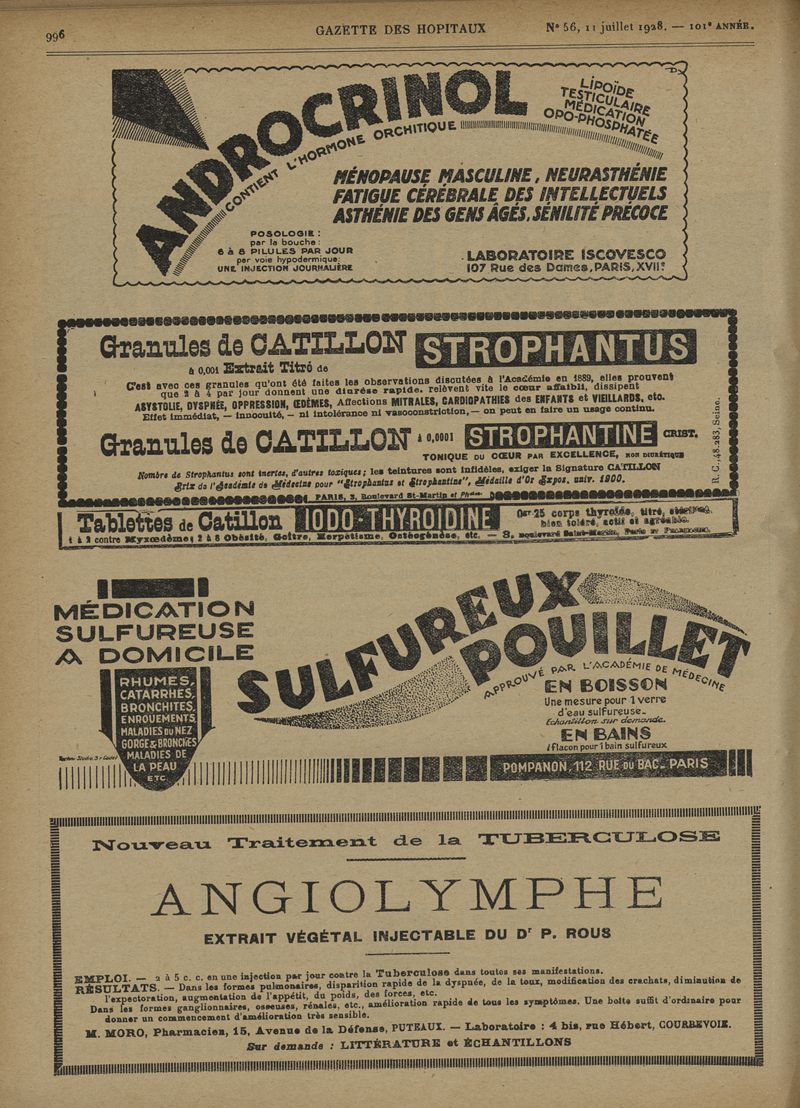 996
GAZETTE DES HOPITAUX
N° 56, 11 juillet 1928. — 101e ANNÉE.
ANDROCRINOL
CONTIENT L'HORMONE ORCHITIQUE
LIPOÏDE
TESTICULAIRE
MÉDICATION
OPO-PHOSPHATÉE
MÉNOPAUSE MASCULINE, NEURASTHÉNIE
FATIGUE CÉRÉBRALE DES INTELLECTUELS
ASTHÉNIE DES GENS ÂGÉS, SÉNILITÉ PRÉCOCE
POSOLOGIE:
par la bouche:
6 à 8 PILULES PAR JOUR
par voie hypodermique:
UNE INJECTION JOURNALIÈRE
LABORATOIRE ISCOVESCO
107 Rue des Dames, PARIS, XVIIe
Granules de CATILLON STROPHANTUS
à 0,001 Extrait Titré de
C'est avec ces granules qu'ont été faites les observations discutées à l'Académie en 1889, elles prouvent
que 2 à 4 par jour donnent une diurèse rapide, relèvent vite le cœur affaibli, dissipent
ASYSTOLIE, DYSPNÉE, OPPRESSION, ŒDÈMES, Affections MITRALES, CARDIOPATHIES des ENFANTS et VIEILLARDS, etc.
Effet immédiat, — innocuité, — ni intolérance ni vasoconstriction, — on peut en faire un usage continu.
Granules de CATILLON à 0,0001 STROPHANTINE CRIST.
TONIQUE DU CŒUR PAR EXCELLENCE, NON DIURÉTIQUE
Nombre de Strophantus sont inertes, d'autres toxiques; les teintures sont infidèles, exiger la Signature CATILLON
Prix de l'Académie de Médecine pour "Strophantus et Strophantine", Médaille d'Or Expos. univ. 1900.
PARIS, 3, Boulevard St-Martin et Phies
R. C., 48.283, Seine.
Tablettes de Catillon IODO-THYROÏDINE
0gr 25 corps thyroïde, titré, stérilisé,
bien toléré, actif et agréable.
1 à 2 contre Myxœdème; 2 à 8 Obésité, Goître, Herpétisme, Ostéogénèse, etc. — 3, Boulevard Saint-Martin, Paris et Pharmacies.
MÉDICATION
SULFUREUSE
A DOMICILE
RHUMES,
CATARRHES,
BRONCHITES,
ENROUEMENTS,
MALADIES DU NEZ
GORGE & BRONCHES
MALADIES DE
LA PEAU
ETC
SULFUREUX
POUILLET
APPROUVÉ PAR L'ACADÉMIE DE MÉDECINE
EN BOISSON
Une mesure pour 1 verre
d'eau sulfureuse.
Echantillon sur demande.
EN BAINS
1 flacon pour 1 bain sulfureux
POMPANON, 112 RUE DU BAC_ PARIS
Nouveau Traitement de la TUBERCULOSE
ANGIOLYMPHE
EXTRAIT VÉGÉTAL INJECTABLE DU Dr P. ROUS
EMPLOI. — 2 à 5 c. c. en une injection par jour contre la Tuberculose dans toutes ses manifestations.
RÉSULTATS. — Dans les formes pulmonaires, disparition rapide de la dyspnée, de la toux, modification des crachats, diminution de
l'expectoration, augmentation de l'appétit, du poids, des forces, etc.
Dans les formes ganglionnaires, osseuses, rénales, etc., amélioration rapide de tous les symptômes. Une boîte suffit d'ordinaire pour
donner un commencement d'amélioration très sensible.
M. MORO, Pharmacien, 15, Avenue de la Défense, PUTEAUX. — Laboratoire : 4 bis, rue Hébert, COURBEVOIE.
Sur demande : LITTÉRATURE et ÉCHANTILLONS